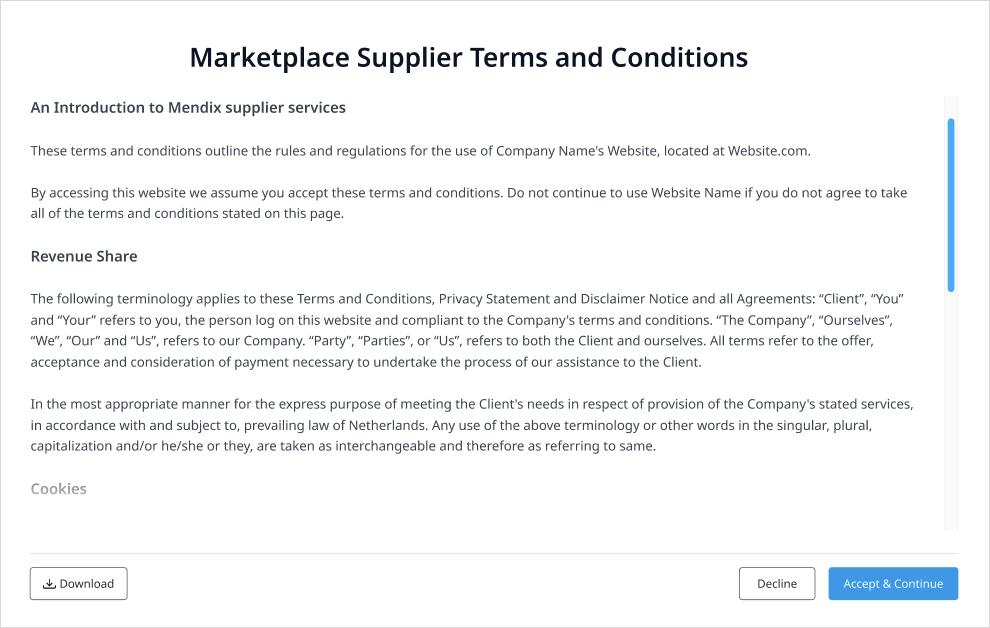 Marketplace Supplier Terms and Conditions
An Introduction to Mendix supplier services
These terms and conditions outline the rules and regulations for the use of Company Name's Website, located at Website.com.
By accessing this website we assume you accept these terms and conditions. Do not continue to use Website Name if you do not agree to take
all of the terms and conditions stated on this page.
Revenue Share
The following terminology applies to these Terms and Conditions, Privacy Statement and Disclaimer Notice and all Agreements: “Client”, “You”
and “Your” refers to you, the person log on this website and compliant to the Company's terms and conditions. “The Company”, “Ourselves”,
“We”, “Our” and “Us”, refers to our Company. “Party”, “Parties”, or “Us”, refers to both the Client and ourselves. All terms refer to the offer,
acceptance and consideration of payment necessary to undertake the process of our assistance to the Client.
In the most appropriate manner for the express purpose of meeting the Client's needs in respect of provision of the Company's stated services,
in accordance with and subject to, prevailing law of Netherlands. Any use of the above terminology or other words in the singular, plural,
capitalization and/or he/she or they, are taken as interchangeable and therefore as referring to same.
Cookies
Download
Decline
Accept & Continue